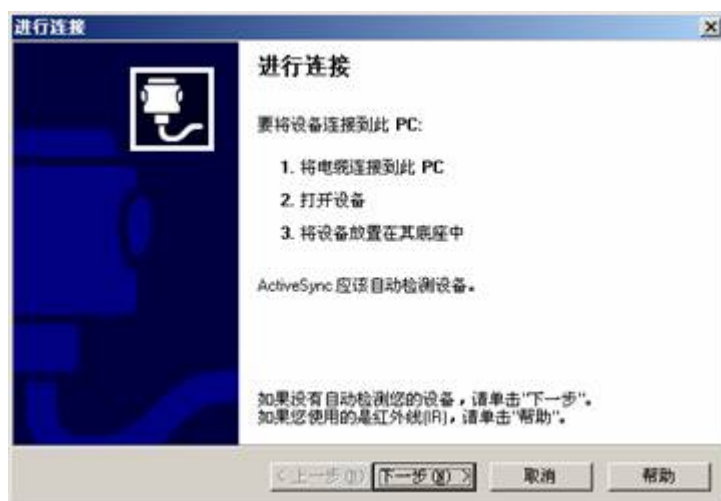 进行连接
进行连接
要将设备连接到此 PC:
1. 将电缆连接到此 PC
2. 打开设备
3. 将设备放置在其底座中
ActiveSync 应该自动检测设备。
如果没有自动检测您的设备，请单击"下一步"。
如果您使用的是红外线(IR)，请单击"帮助"。
<上一步(B) 下一步(N) > 取消 帮助